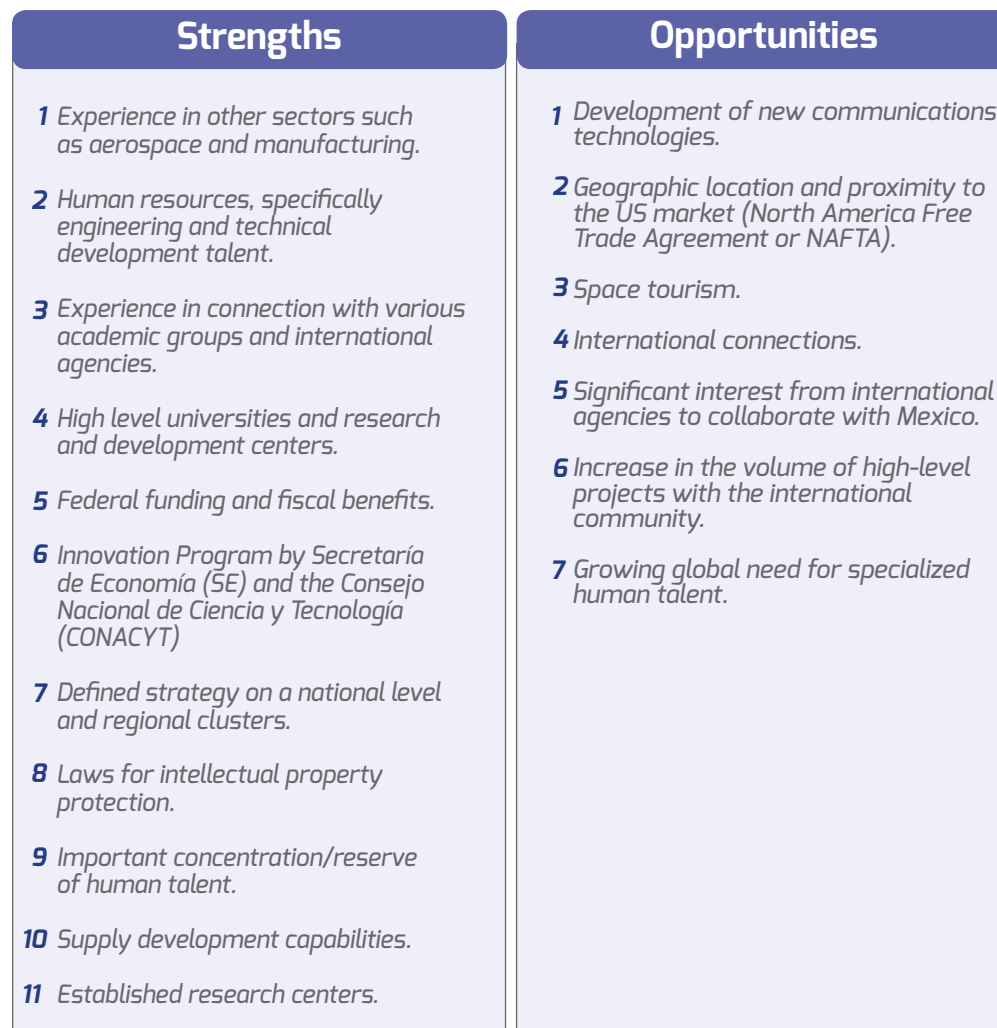 Strengths
1 Experience in other sectors such
as aerospace and manufacturing.
2 Human resources, specifically
engineering and technical
development talent.
3 Experience in connection with various
academic groups and international
agencies.
4 High level universities and research
and development centers.
5 Federal funding and fiscal benefits.
6 Innovation Program by Secretaría
de Economía (SE) and the Consejo
Nacional de Ciencia y Tecnología
(CONACYT)
7 Defined strategy on a national level
and regional clusters.
8 Laws for intellectual property
protection.
9 Important concentration/reserve
of human talent.
10 Supply development capabilities.
11 Established research centers.
Opportunities
1 Development of new communications
technologies.
2 Geographic location and proximity to
the US market (North America Free
Trade Agreement or NAFTA).
3 Space tourism.
4 International connections.
5 Significant interest from international
agencies to collaborate with Mexico.
6 Increase in the volume of high-level
projects with the international
community.
7 Growing global need for specialized
human talent.